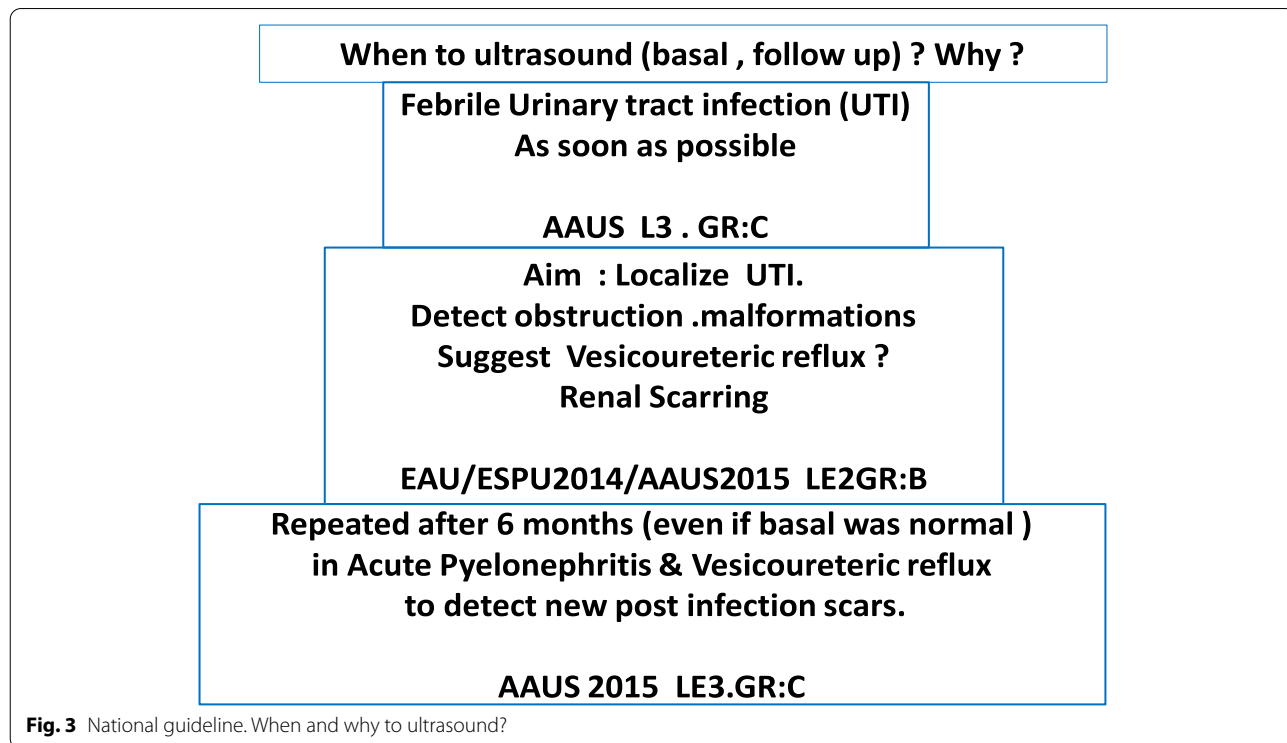 When to ultrasound (basal , follow up) ? Why ?
Febrile Urinary tract infection (UTI)
As soon as possible
AAUS L3 . GR:C
Aim : Localize UTI.
Detect obstruction .malformations
Suggest Vesicoureteric reflux ?
Renal Scarring
EAU/ESPU2014/AAUS2015 LE2GR:B
Repeated after 6 months (even if basal was normal )
in Acute Pyelonephritis & Vesicoureteric reflux
to detect new post infection scars.
AAUS 2015 LE3.GR:C
Fig. 3 National guideline. When and why to ultrasound?